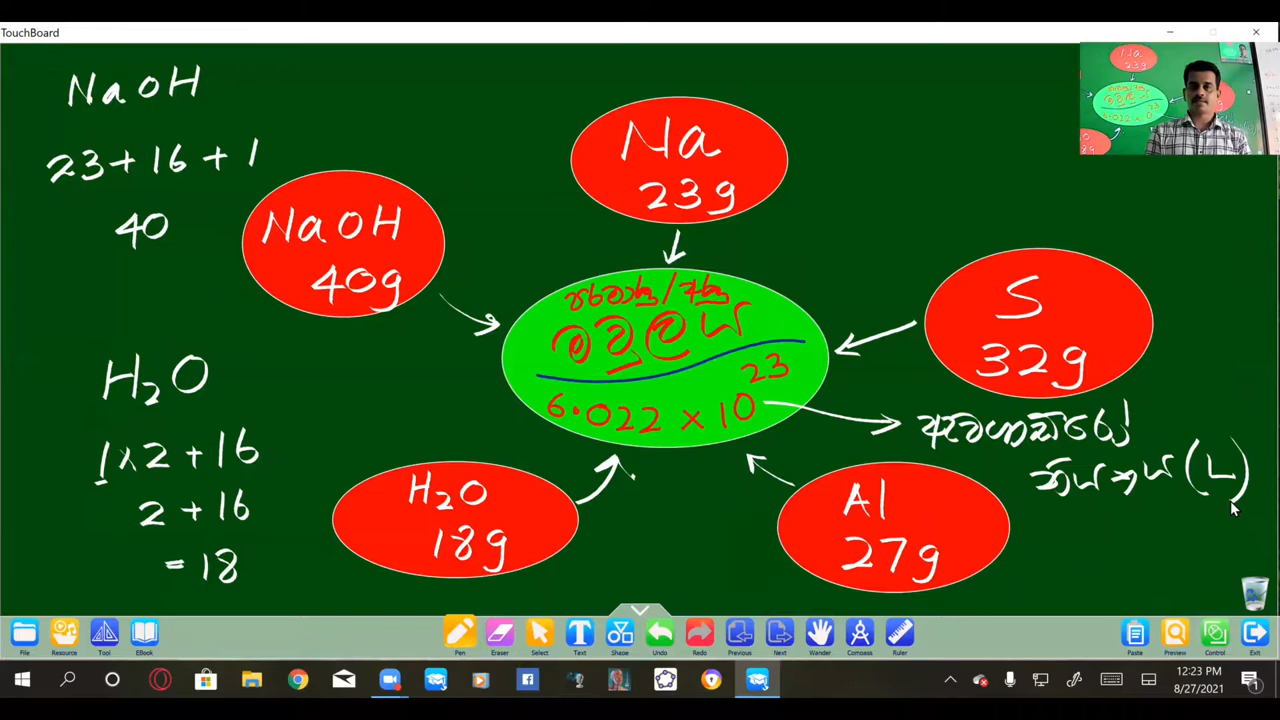 TouchBoard
NaOH
23+16+1
40
NaOH
40g
Na
23g
S
32g
පරමාණු / අණු
මවුලය
6.022 x 10²³
ඇවගාඩ්රෝ
නියතය (L)
H₂O
1×2+16
2+16
=18
H₂O
18g
Al
27g
File
Resource
Tool
EBook
Pen
Eraser
Select
Text
Shape
Undo
Redo
Previous
Next
Wander
Compass
Ruler
Paste
Preview
Control
Exit
12:23 PM
8/27/2021